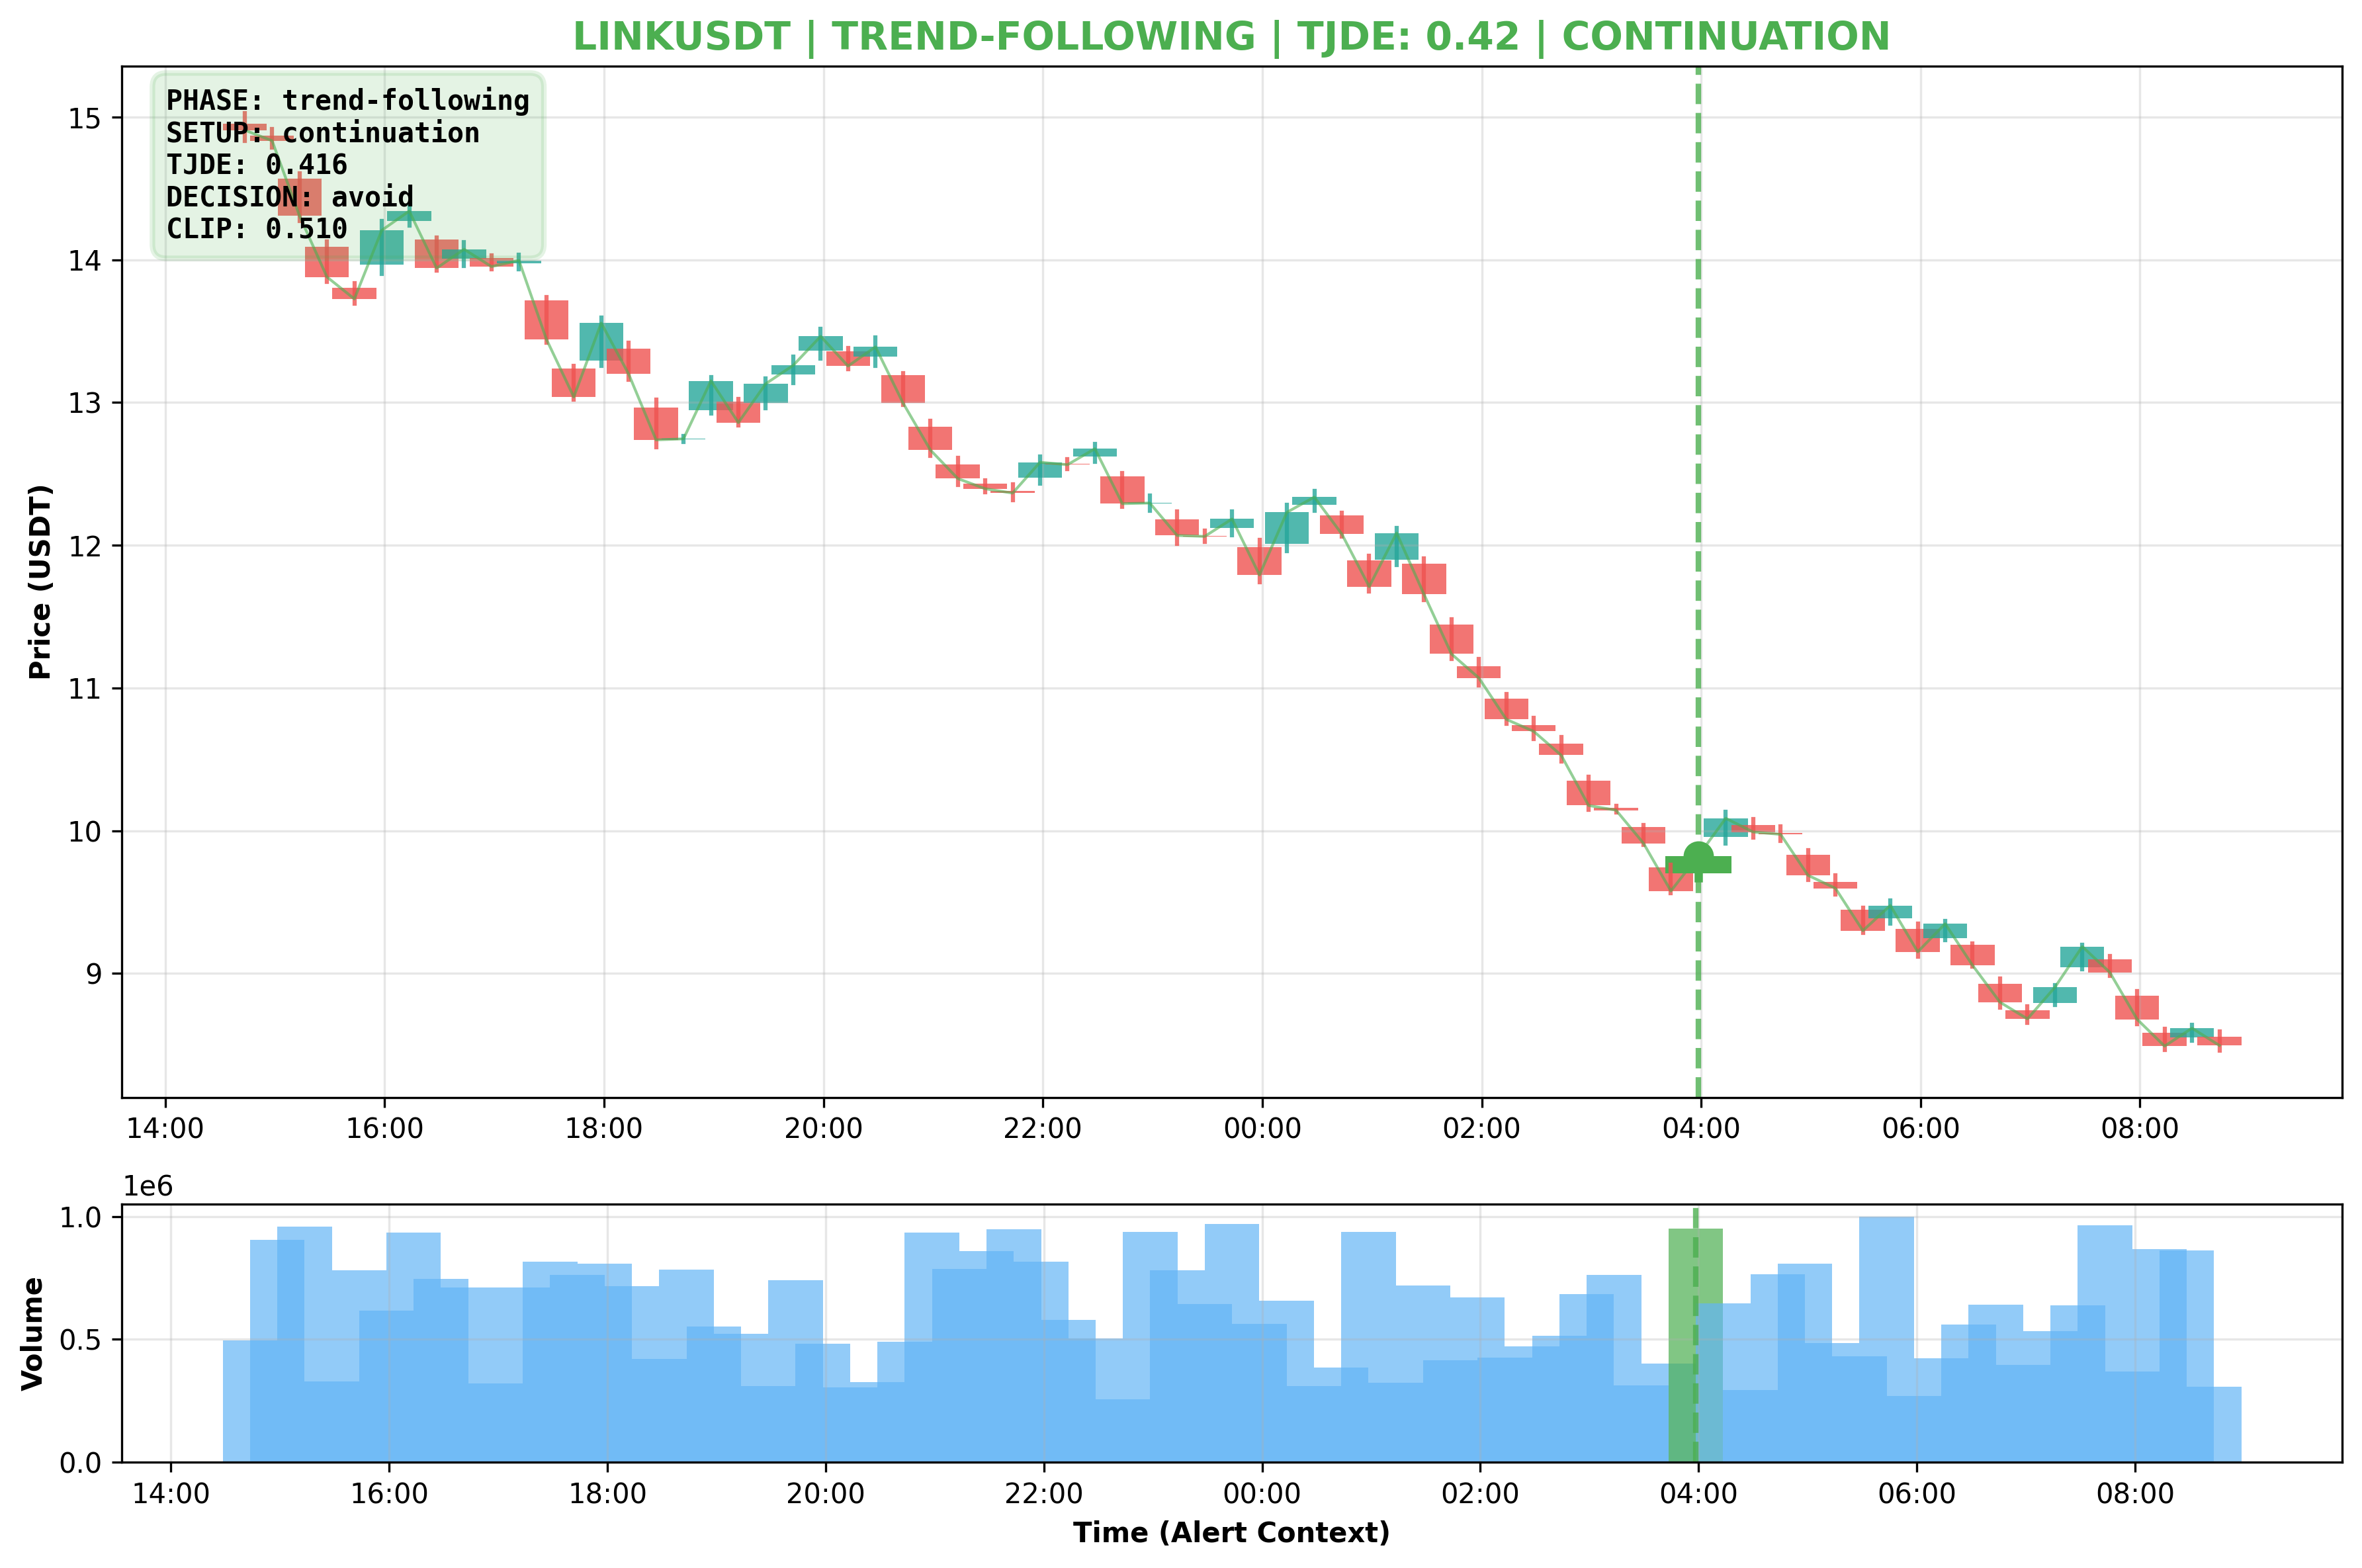 LINKUSDT | TREND-FOLLOWING | TJDE: 0.42 | CONTINUATION
PHASE: trend-following
SETUP: continuation
TJDE: 0.416
DECISION: avoid
CLIP: 0.510
Price (USDT)
15
14
13
12
11
10
9
14:00 16:00 18:00 20:00 22:00 00:00 02:00 04:00 06:00 08:00
1e6
Volume
1.0
0.5
0.0
14:00 16:00 18:00 20:00 22:00 00:00 02:00 04:00 06:00 08:00
Time (Alert Context)